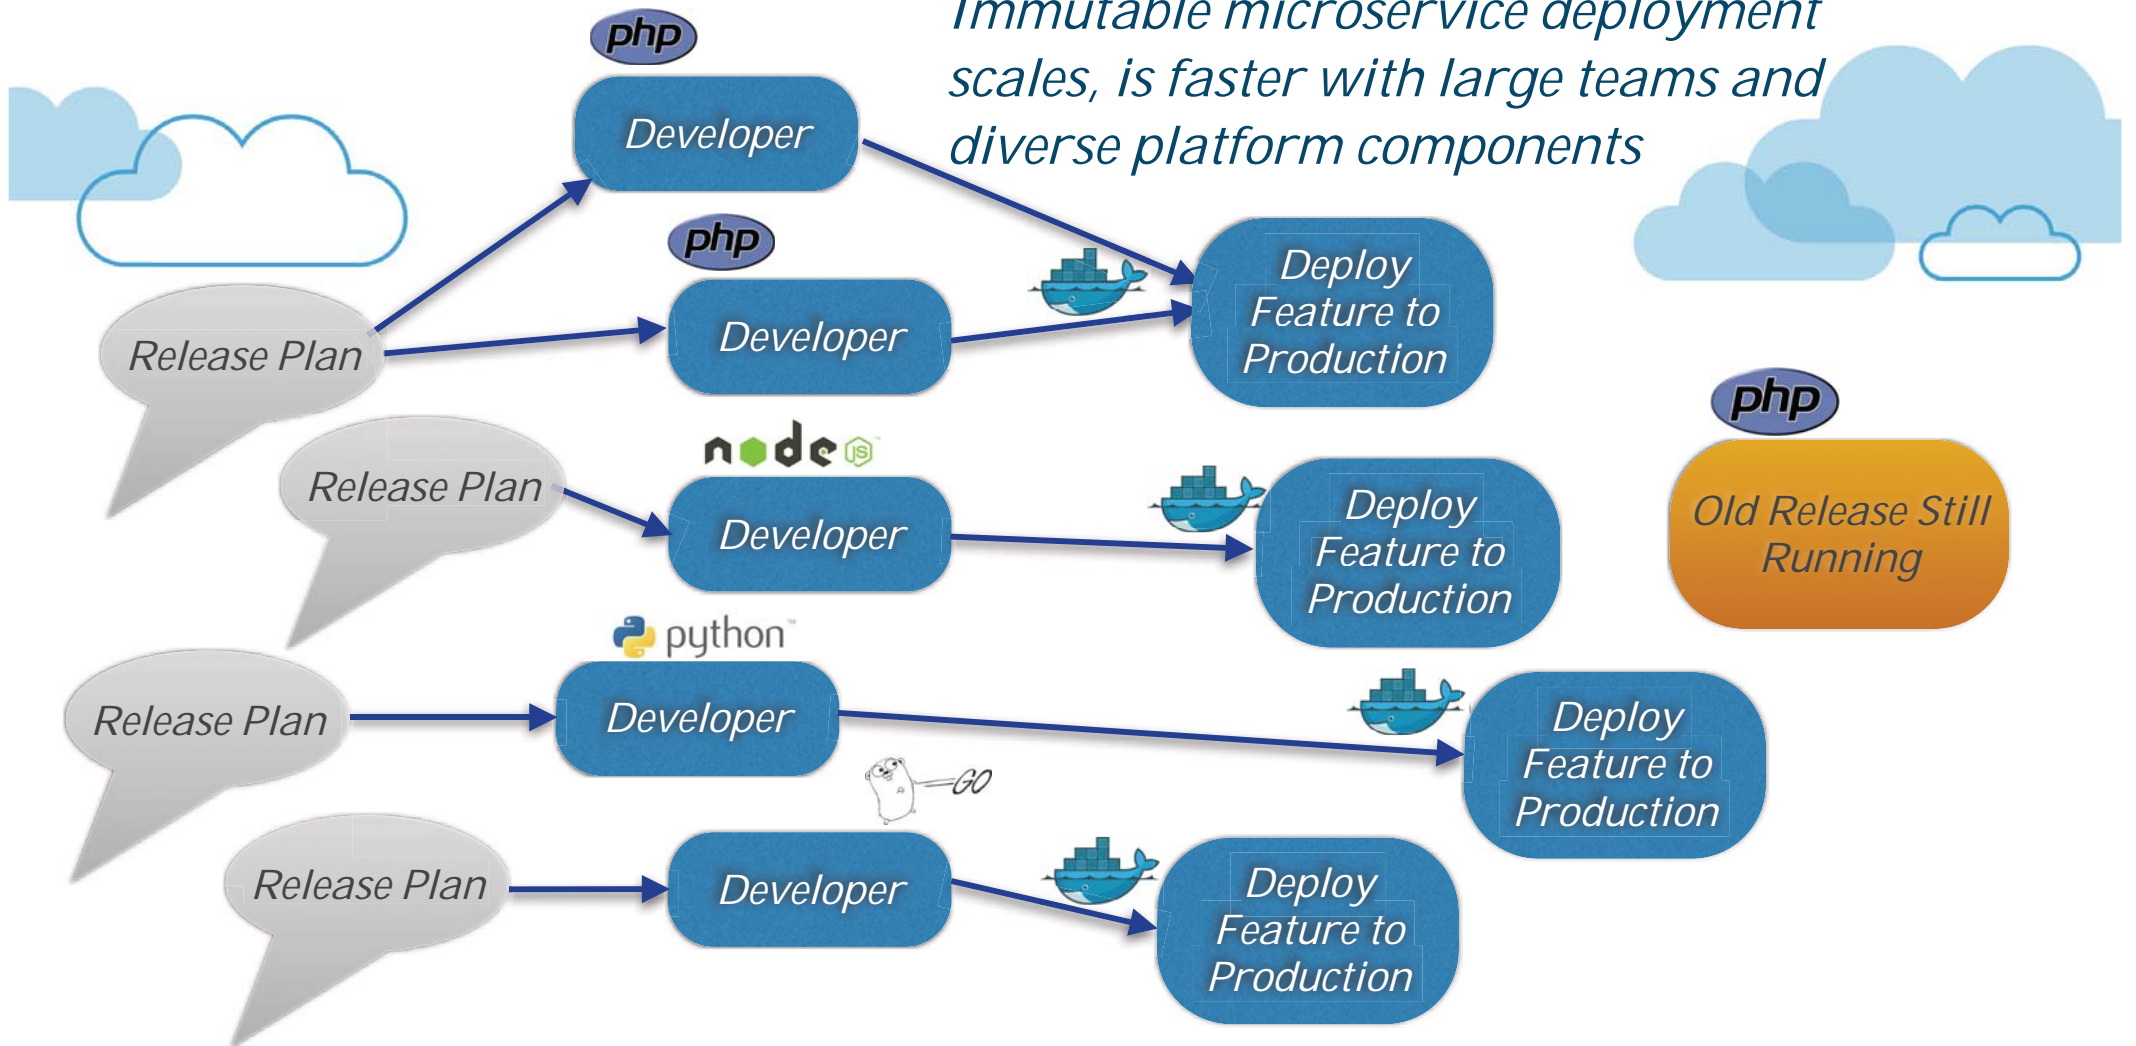 Immutable microservice deployment
scales, is faster with large teams and
diverse platform components
php
Developer
php
Developer
Deploy
Feature to
Production
Release Plan
php
Old Release Still
Running
Release Plan
node JS
Developer
Deploy
Feature to
Production
python™
Release Plan
Developer
Deploy
Feature to
Production
GO
Release Plan
Developer
Deploy
Feature to
Production